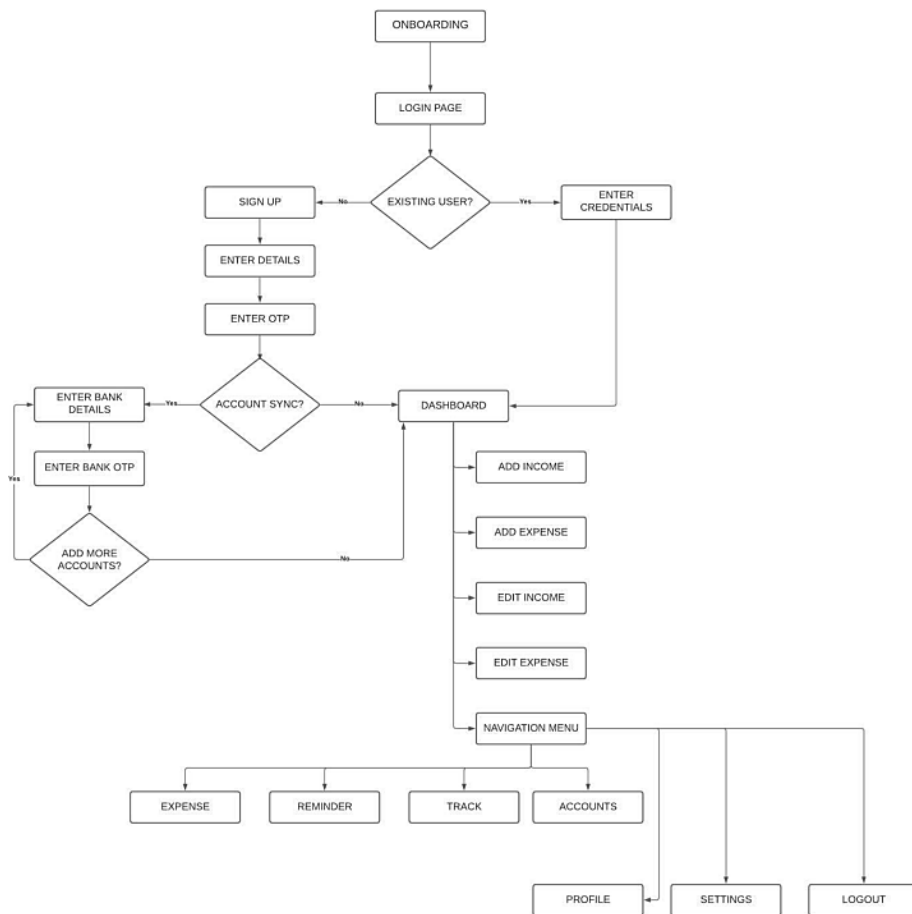 ONBOARDING
LOGIN PAGE
EXISTING USER?
No
Yes
SIGN UP
ENTER
CREDENTIALS
ENTER DETAILS
ENTER OTP
ACCOUNT SYNC?
Yes
No
ENTER BANK
DETAILS
DASHBOARD
ENTER BANK OTP
Yes
ADD MORE
ACCOUNTS?
No
ADD INCOME
ADD EXPENSE
EDIT INCOME
EDIT EXPENSE
NAVIGATION MENU
EXPENSE
REMINDER
TRACK
ACCOUNTS
PROFILE
SETTINGS
LOGOUT